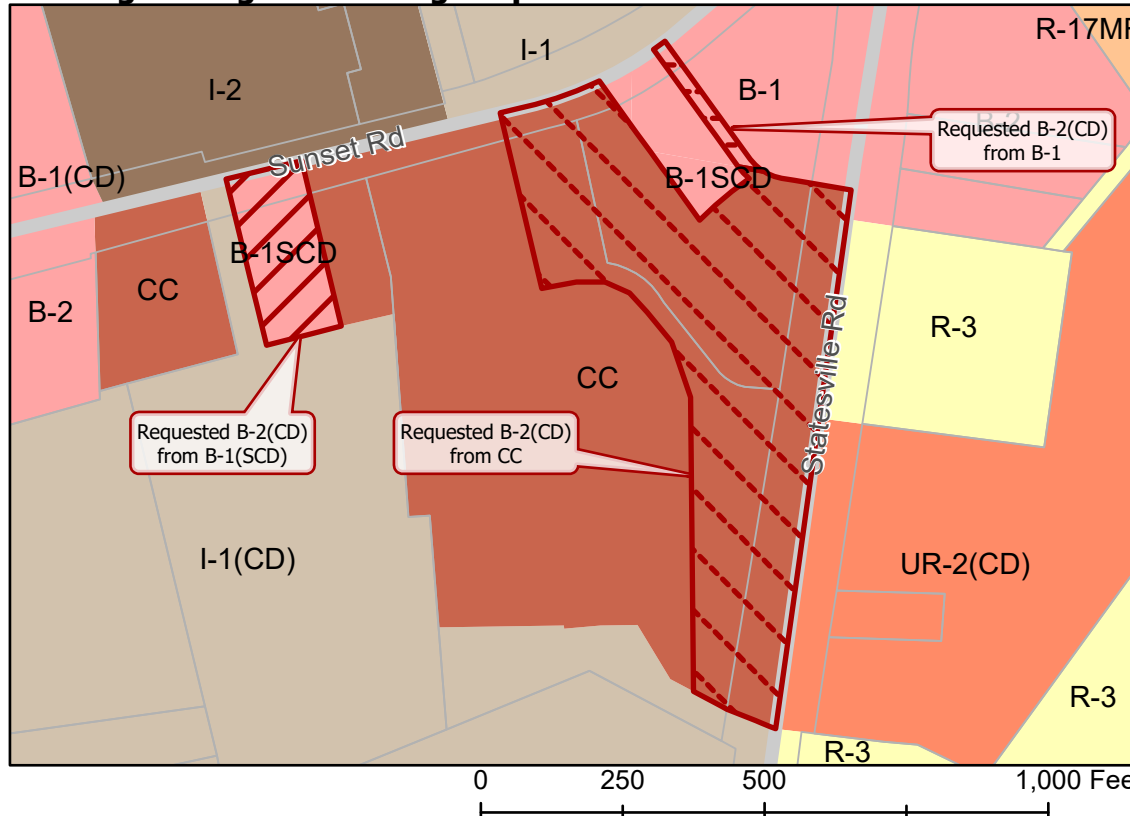 I-1
R-17MF
I-2
B-1
B-2
Requested B-2(CD)
from B-1
Sunset Rd
B-1(CD)
B-1SCD
B-1SCD
CC
B-2
R-3
CC
Statesville Rd
Requested B-2(CD)
from B-1(SCD)
Requested B-2(CD)
from CC
I-1(CD)
UR-2(CD)
R-3
R-3
0 250 500 1,000 Fee